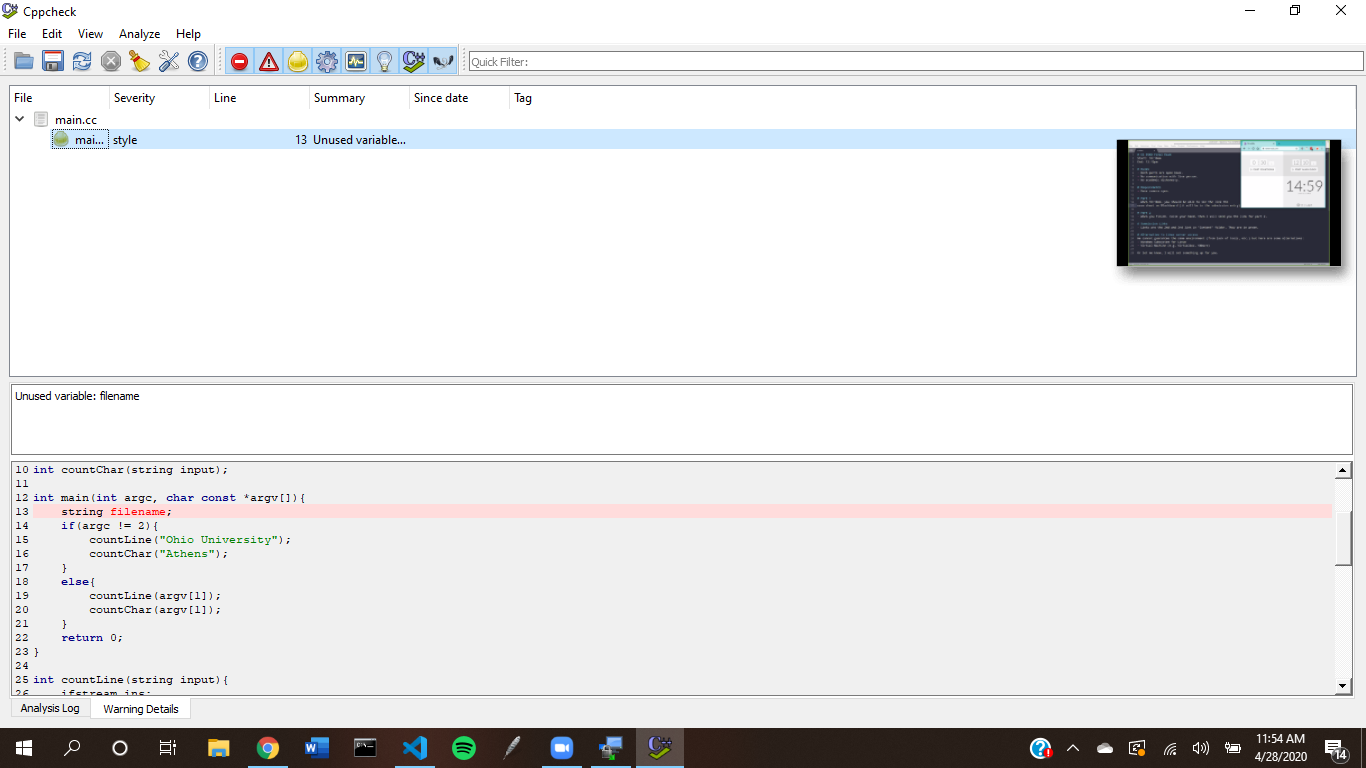 Cppcheck
File Edit View Analyze Help
Quick Filter:
File Severity Line Summary Since date Tag
main.cc
mai... style 13 Unused variable...
14:59
Unused variable: filename
10 int countChar(string input);
11
12 int main(int argc, char const *argv[]){
13 string filename;
14 if(argc != 2){
15 countLine("Ohio University");
16 countChar("Athens");
17 }
18 else{
19 countLine(argv[1]);
20 countChar(argv[1]);
21 }
22 return 0;
23 }
24
25 int countLine(string input){
26 ifstream ins;
Analysis Log Warning Details
11:54 AM
4/28/2020
14